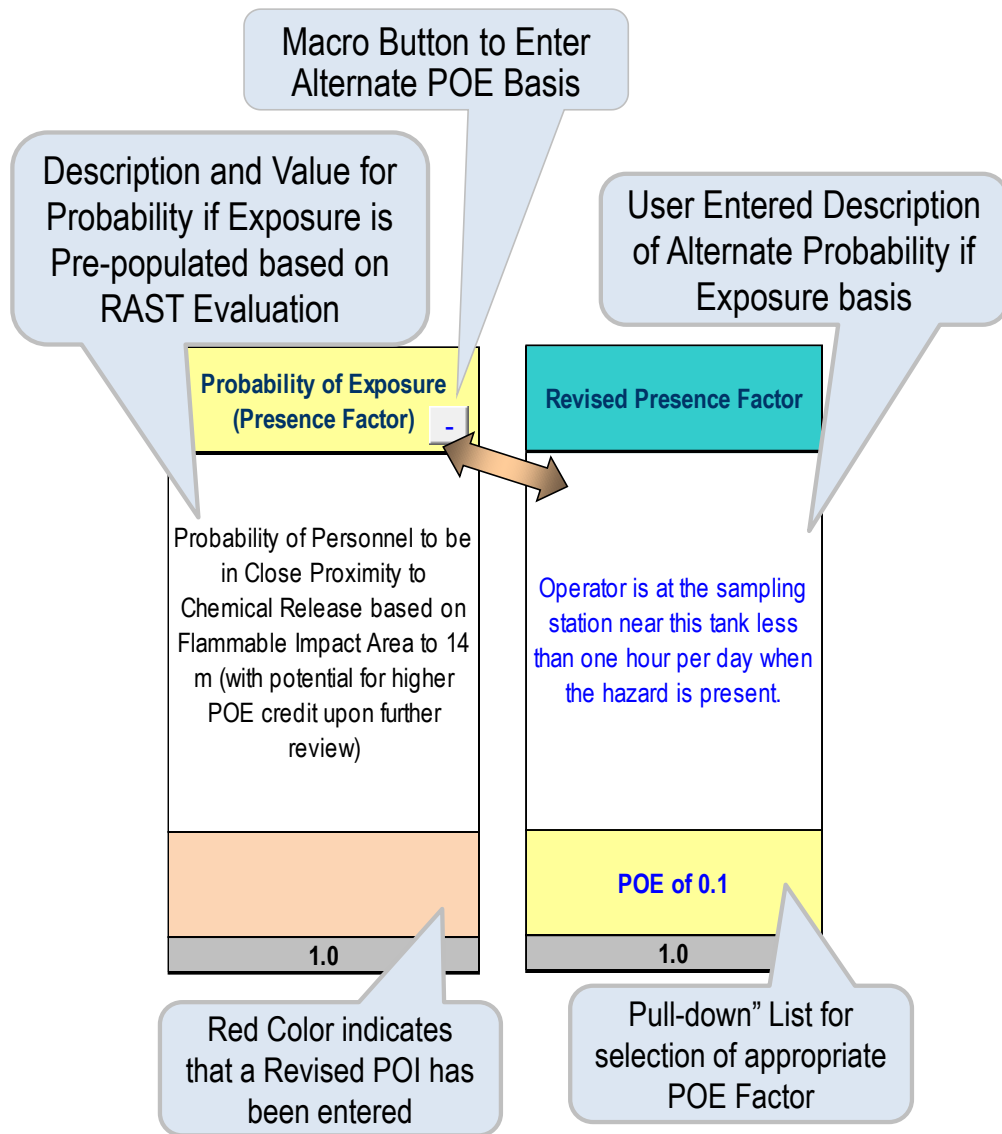 Macro Button to Enter
Alternate POE Basis
Description and Value for
Probability if Exposure is
Pre-populated based on
RAST Evaluation
User Entered Description
of Alternate Probability if
Exposure basis
Probability of Exposure
(Presence Factor)
-
Revised Presence Factor
Probability of Personnel to be
in Close Proximity to
Chemical Release based on
Flammable Impact Area to 14
m (with potential for higher
POE credit upon further
review)
Operator is at the sampling
station near this tank less
than one hour per day when
the hazard is present.
POE of 0.1
1.0
1.0
Red Color indicates
that a Revised POI has
been entered
Pull-down” List for
selection of appropriate
POE Factor